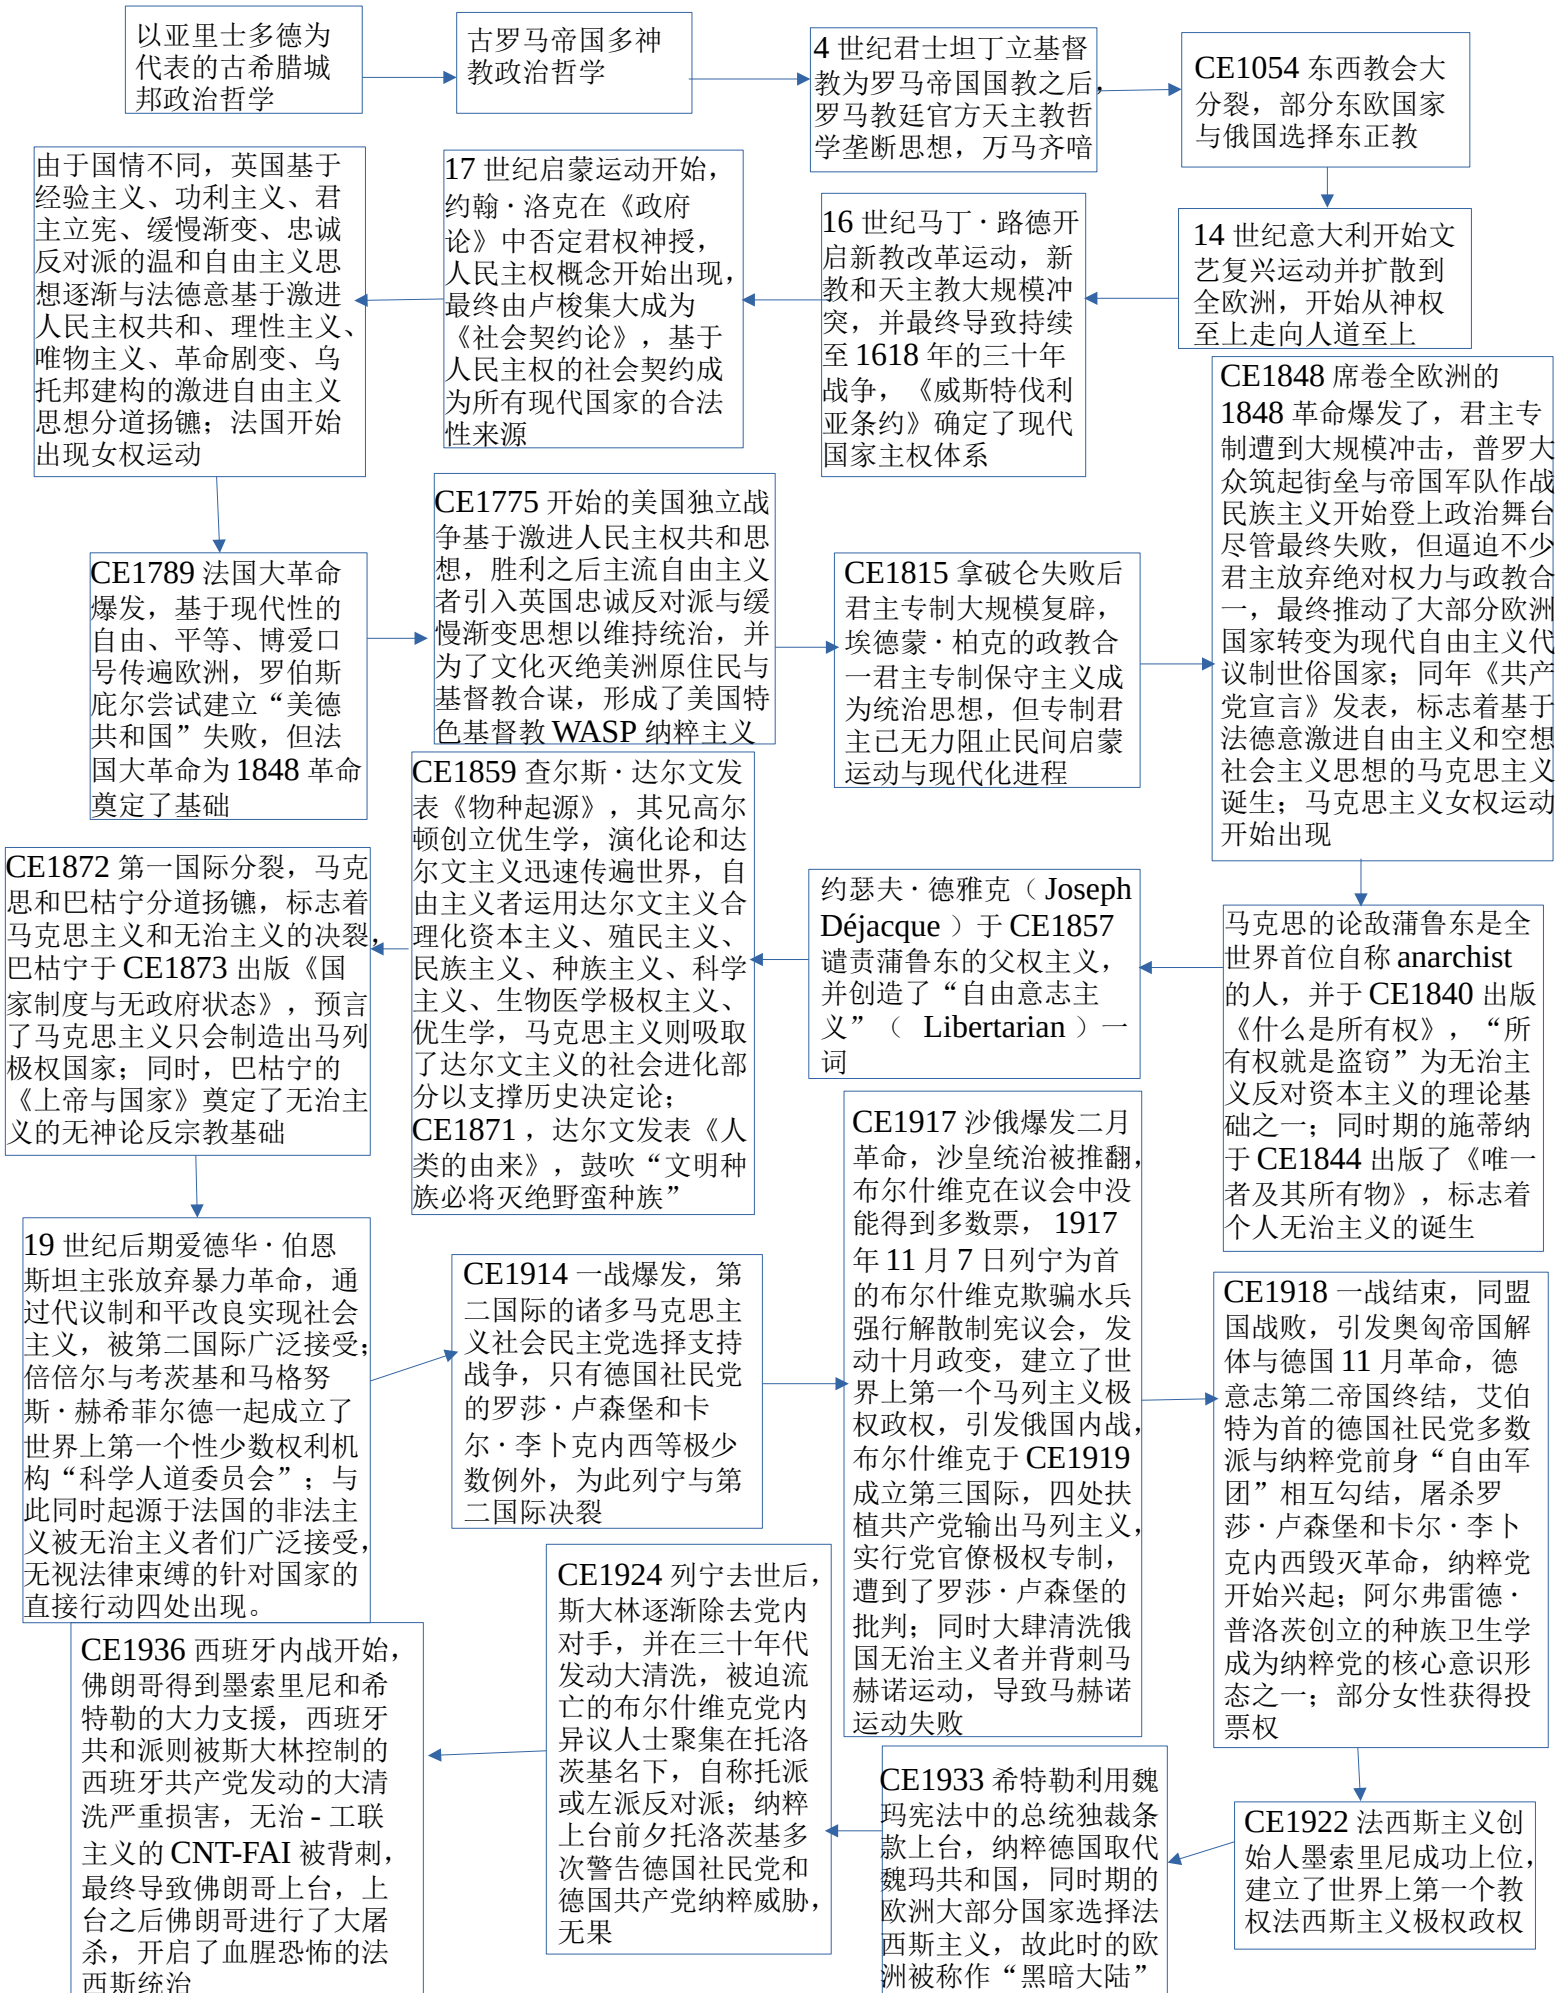 以亚里士多德为
代表的古希腊城
邦政治哲学
古罗马帝国多神
教政治哲学
4 世纪君士坦丁立基督
教为罗马帝国国教之后，
罗马教廷官方天主教哲
学垄断思想，万马齐喑
CE1054 东西教会大
分裂，部分东欧国家
与俄国选择东正教
14 世纪意大利开始文
艺复兴运动并扩散到
全欧洲，开始从神权
至上走向人道至上
16 世纪马丁·路德开
启新教改革运动，新
教和天主教大规模冲
突，并最终导致持续
至 1618 年的三十年
战争，《威斯特伐利
亚条约》确定了现代
国家主权体系
17 世纪启蒙运动开始，
约翰·洛克在《政府
论》中否定君权神授，
人民主权概念开始出现，
最终由卢梭集大成为
《社会契约论》，基于
人民主权的社会契约成
为所有现代国家的合法
性来源
由于国情不同，英国基于
经验主义、功利主义、君
主立宪、缓慢渐变、忠诚
反对派的温和自由主义思
想逐渐与法德意基于激进
人民主权共和、理性主义、
唯物主义、革命剧变、乌
托邦建构的激进自由主义
思想分道扬镳；法国开始
出现女权运动
CE1789 法国大革命
爆发，基于现代性的
自由、平等、博爱口
号传遍欧洲，罗伯斯
庇尔尝试建立“美德
共和国”失败，但法
国大革命为 1848 革命
奠定了基础
CE1775 开始的美国独立战
争基于激进人民主权共和思
想，胜利之后主流自由主义
者引入英国忠诚反对派与缓
慢渐变思想以维持统治，并
为了文化灭绝美洲原住民与
基督教合谋，形成了美国特
色基督教 WASP 纳粹主义
CE1815 拿破仑失败后
君主专制大规模复辟，
埃德蒙·柏克的政教合
一君主专制保守主义成
为统治思想，但专制君
主已无力阻止民间启蒙
运动与现代化进程
CE1848 席卷全欧洲的
1848 革命爆发了，君主专
制遭到大规模冲击，普罗大
众筑起街垒与帝国军队作战
民族主义开始登上政治舞台
尽管最终失败，但逼迫不少
君主放弃绝对权力与政教合
一，最终推动了大部分欧洲
国家转变为现代自由主义代
议制世俗国家；同年《共产
党宣言》发表，标志着基于
法德意激进自由主义和空想
社会主义思想的马克思主义
诞生；马克思主义女权运动
开始出现
马克思的论敌蒲鲁东是全
世界首位自称 anarchist
的人，并于 CE1840 出版
《什么是所有权》，“所
有权就是盗窃”为无治主
义反对资本主义的理论基
础之一；同时期的施蒂纳
于 CE1844 出版了《唯一
者及其所有物》，标志着
个人无治主义的诞生
约瑟夫·德雅克（ Joseph
Déjacque ）于 CE1857
谴责蒲鲁东的父权主义，
并创造了“自由意志主
义”（ Libertarian ）一
词
CE1859 查尔斯·达尔文发
表《物种起源》，其兄高尔
顿创立优生学，演化论和达
尔文主义迅速传遍世界，自
由主义者运用达尔文主义合
理化资本主义、殖民主义、
民族主义、种族主义、科学
主义、生物医学极权主义、
优生学，马克思主义则吸取
了达尔文主义的社会进化部
分以支撑历史决定论；
CE1871 ，达尔文发表《人
类的由来》，鼓吹“文明种
族必将灭绝野蛮种族”
CE1872 第一国际分裂，马克
思和巴枯宁分道扬镳，标志着
马克思主义和无治主义的决裂，
巴枯宁于 CE1873 出版《国
家制度与无政府状态》，预言
了马克思主义只会制造出马列
极权国家；同时，巴枯宁的
《上帝与国家》奠定了无治主
义的无神论反宗教基础
19 世纪后期爱德华·伯恩
斯坦主张放弃暴力革命，通
过代议制和平改良实现社会
主义，被第二国际广泛接受；
倍倍尔与考茨基和马格努
斯·赫希菲尔德一起成立了
世界上第一个性少数权利机
构“科学人道委员会”；与
此同时起源于法国的非法主
义被无治主义者们广泛接受，
无视法律束缚的针对国家的
直接行动四处出现。
CE1914 一战爆发，第
二国际的诸多马克思主
义社会民主党选择支持
战争，只有德国社民党
的罗莎·卢森堡和卡
尔·李卜克内西等极少
数例外，为此列宁与第
二国际决裂
CE1917 沙俄爆发二月
革命，沙皇统治被推翻，
布尔什维克在议会中没
能得到多数票， 1917
年 11 月 7 日列宁为首
的布尔什维克欺骗水兵
强行解散制宪议会，发
动十月政变，建立了世
界上第一个马列主义极
权政权，引发俄国内战，
布尔什维克于 CE1919
成立第三国际，四处扶
植共产党输出马列主义，
实行党官僚极权专制，
遭到了罗莎·卢森堡的
批判；同时大肆清洗俄
国无治主义者并背刺马
赫诺运动，导致马赫诺
运动失败
CE1918 一战结束，同盟
国战败，引发奥匈帝国解
体与德国 11 月革命，德
意志第二帝国终结，艾伯
特为首的德国社民党多数
派与纳粹党前身“自由军
团”相互勾结，屠杀罗
莎·卢森堡和卡尔·李卜
克内西毁灭革命，纳粹党
开始兴起；阿尔弗雷德·
普洛茨创立的种族卫生学
成为纳粹党的核心意识形
态之一；部分女性获得投
票权
CE1922 法西斯主义创
始人墨索里尼成功上位，
建立了世界上第一个教
权法西斯主义极权政权
CE1933 希特勒利用魏
玛宪法中的总统独裁条
款上台，纳粹德国取代
魏玛共和国，同时期的
欧洲大部分国家选择法
西斯主义，故此时的欧
洲被称作“黑暗大陆”
CE1924 列宁去世后，
斯大林逐渐除去党内
对手，并在三十年代
发动大清洗，被迫流
亡的布尔什维克党内
异议人士聚集在托洛
茨基名下，自称托派
或左派反对派；纳粹
上台前夕托洛茨基多
次警告德国社民党和
德国共产党纳粹威胁，
无果
CE1936 西班牙内战开始，
佛朗哥得到墨索里尼和希
特勒的大力支援，西班牙
共和派则被斯大林控制的
西班牙共产党发动的大清
洗严重损害，无治 - 工联
主义的 CNT-FAI 被背刺，
最终导致佛朗哥上台，上
台之后佛朗哥进行了大屠
杀，开启了血腥恐怖的法
西斯统治